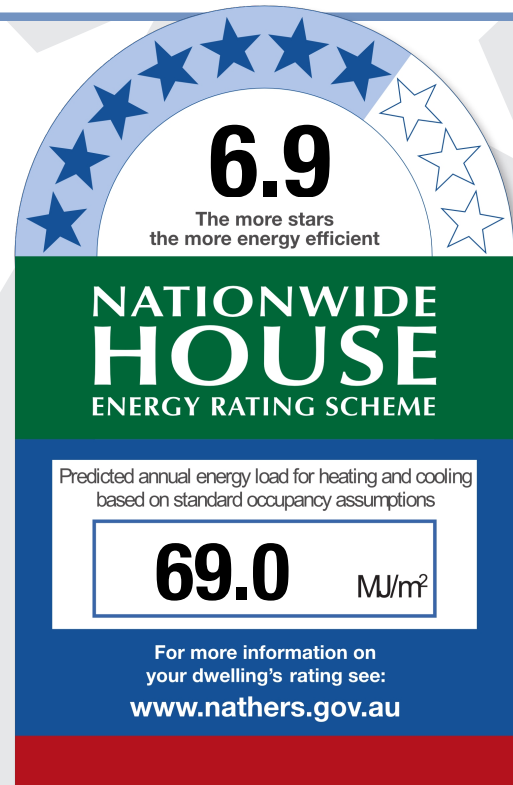 6.9
The more stars
the more energy efficient
NATIONWIDE
HOUSE
ENERGY RATING SCHEME
Predicted annual energy load for heating and cooling
based on standard occupancy assumptions
69.0 MJ/m²
For more information on
your dwelling's rating see:
www.nathers.gov.au